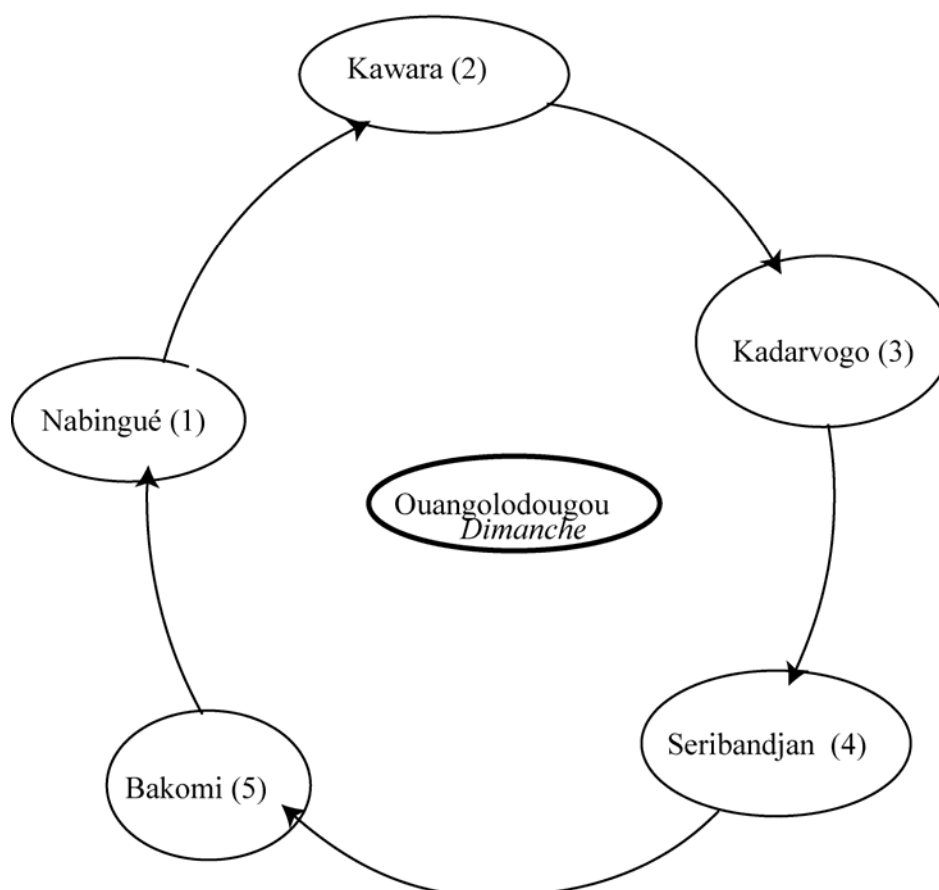 Kawara (2)
Kadarvogo (3)
Nabingué (1)
Ouangolodougou
Dimanche
Seribandjan (4)
Bakomi (5)